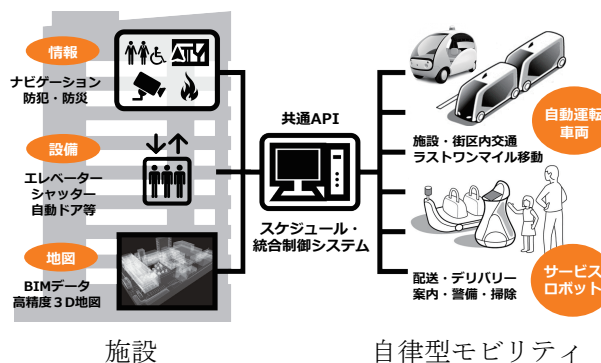 情報
ATM
ナビゲーション
防犯・防災
設備
エレベーター
シャッター
自動ドア等
地図
BIMデータ
高精度3D地図
施設
共通API
スケジュール・
統合制御システム
自動運転
車両
施設・街区内交通
ラストワンマイル移動
サービス
ロボット
配送・デリバリー
案内・警備・掃除
自律型モビリティ